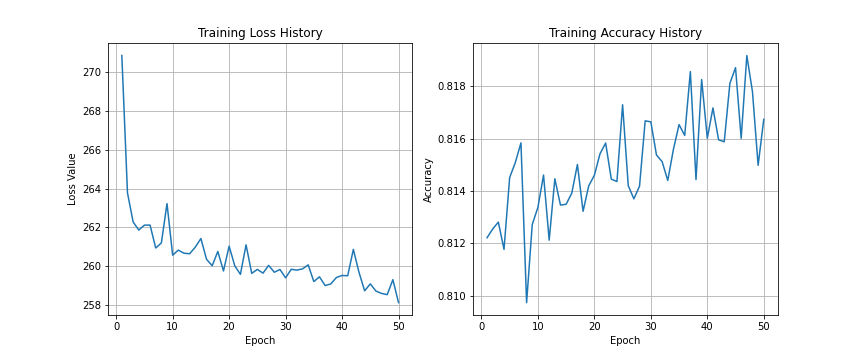 Training Loss History
Loss Value
270
268
266
264
262
260
258
0 10 20 30 40 50
Epoch
Training Accuracy History
Accuracy
0.818
0.816
0.814
0.812
0.810
0 10 20 30 40 50
Epoch